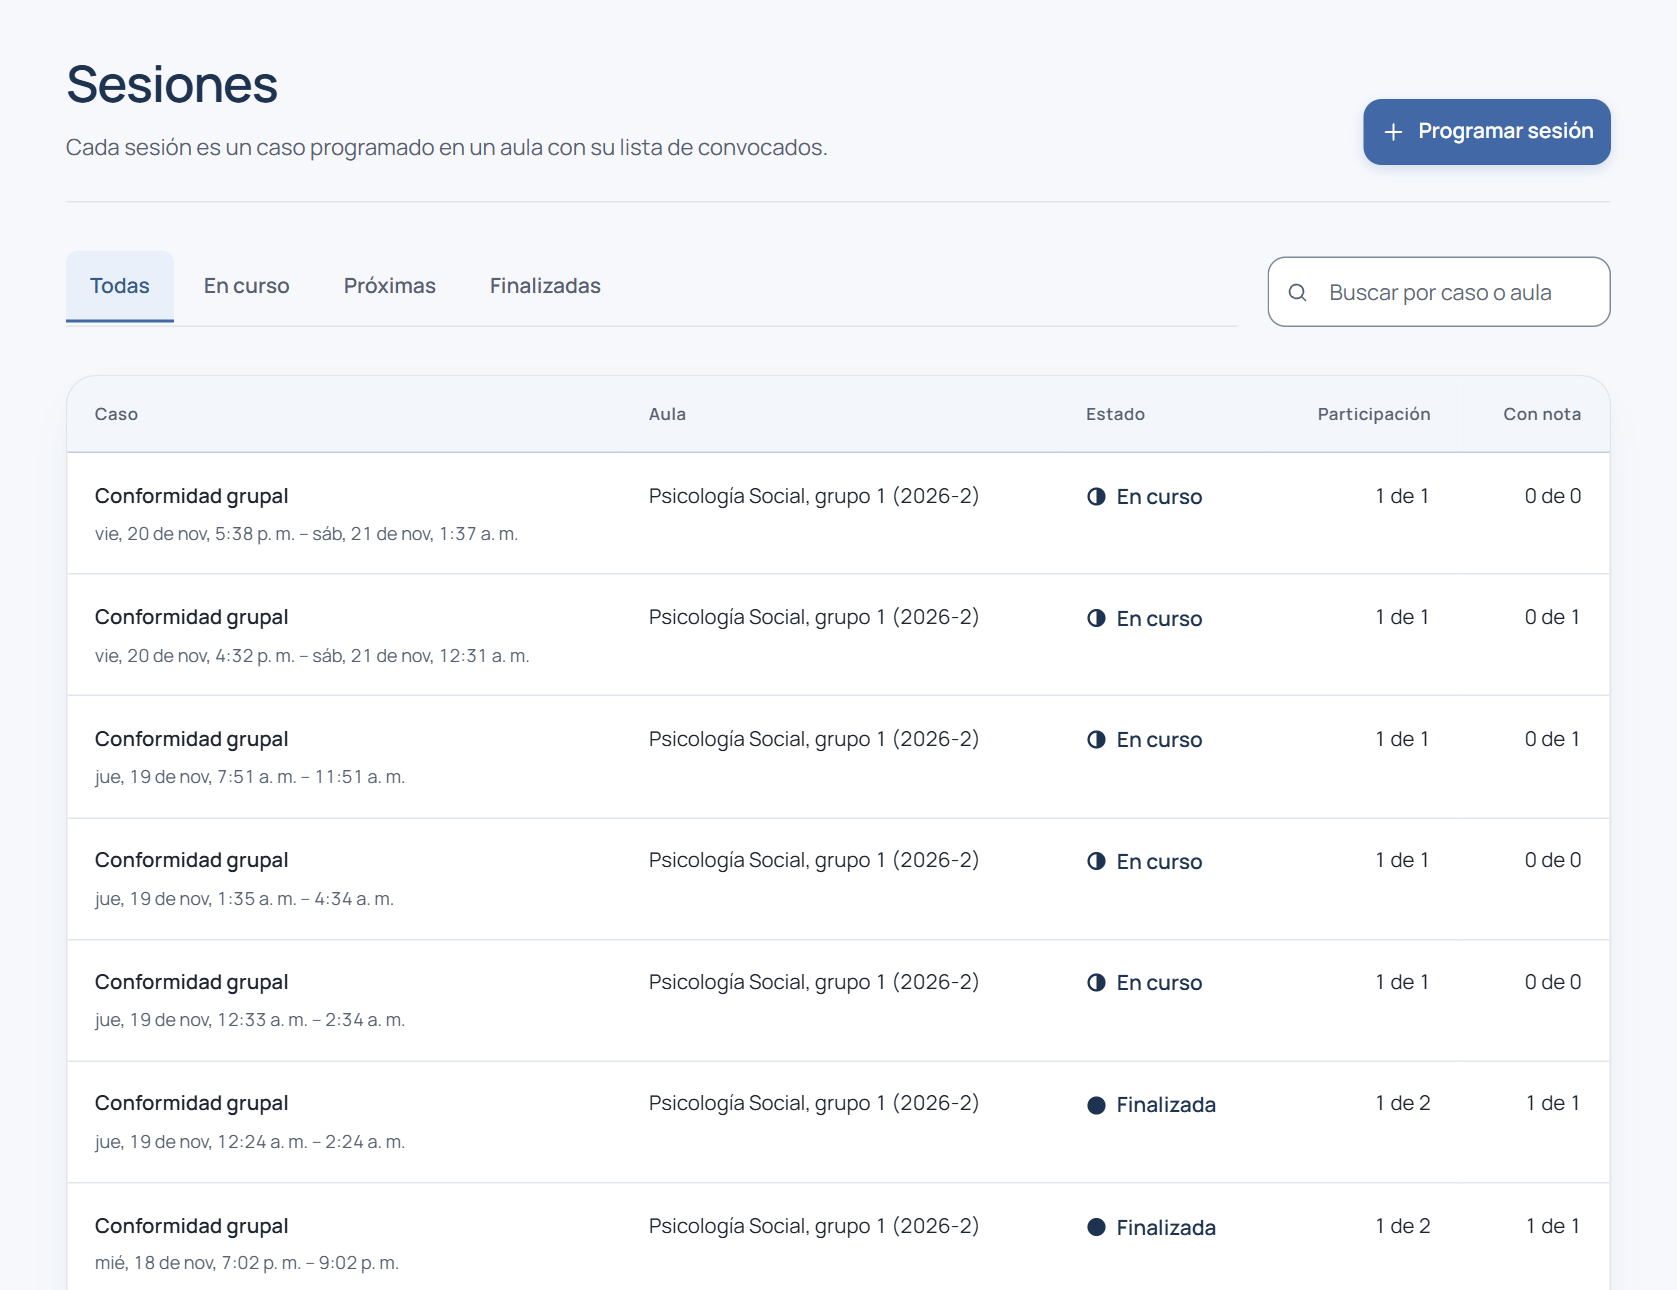 Sesiones
Cada sesión es un caso programado en un aula con su lista de convocados.
Programar sesión
Todas En curso Próximas Finalizadas
Buscar por caso o aula
Caso Aula Estado Participación Con nota
Conformidad grupal Psicología Social, grupo 1 (2026-2) En curso 1 de 1 0 de 0
vie, 20 de nov, 5:38 p. m. – sáb, 21 de nov, 1:37 a. m.
Conformidad grupal Psicología Social, grupo 1 (2026-2) En curso 1 de 1 0 de 1
vie, 20 de nov, 4:32 p. m. – sáb, 21 de nov, 12:31 a. m.
Conformidad grupal Psicología Social, grupo 1 (2026-2) En curso 1 de 1 0 de 1
jue, 19 de nov, 7:51 a. m. – 11:51 a. m.
Conformidad grupal Psicología Social, grupo 1 (2026-2) En curso 1 de 1 0 de 0
jue, 19 de nov, 1:35 a. m. – 4:34 a. m.
Conformidad grupal Psicología Social, grupo 1 (2026-2) En curso 1 de 1 0 de 0
jue, 19 de nov, 12:33 a. m. – 2:34 a. m.
Conformidad grupal Psicología Social, grupo 1 (2026-2) Finalizada 1 de 2 1 de 1
jue, 19 de nov, 12:24 a. m. – 2:24 a. m.
Conformidad grupal Psicología Social, grupo 1 (2026-2) Finalizada 1 de 2 1 de 1
mié, 18 de nov, 7:02 p. m. – 9:02 p. m.